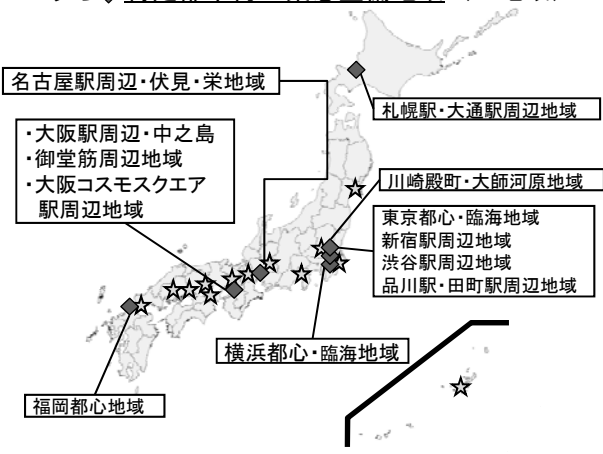 名古屋駅周辺・伏見・栄地域
札幌駅・大通駅周辺地域
・大阪駅周辺・中之島
・御堂筋周辺地域
・大阪コスモスクエア
駅周辺地域
川崎殿町・大師河原地域
東京都心・臨海地域
新宿駅周辺地域
渋谷駅周辺地域
品川駅・田町駅周辺地域
横浜都心・臨海地域
福岡都心地域